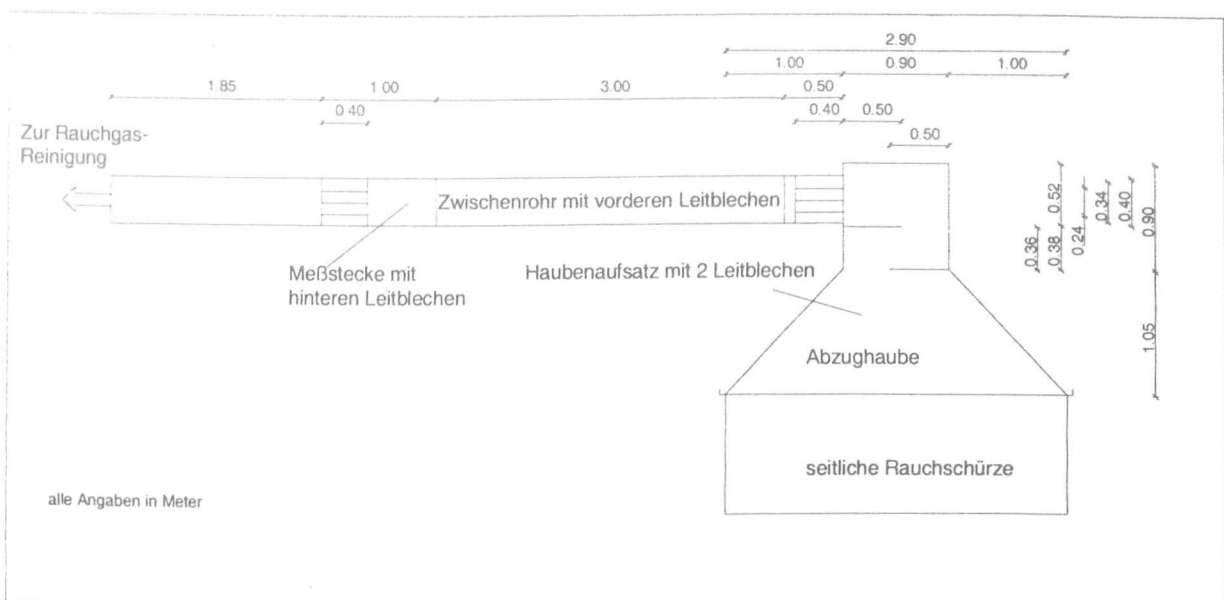 2.90
1.00 0.90 1.00
1.85 1.00 3.00 0.50
0.40 0.40 0.50
0.50
Zur Rauchgas-
Reinigung
Zwischenrohr mit vorderen Leitblechen
0.52
0.34
0.40
0.90
0.36
0.38
0.24
Meßstecke mit
hinteren Leitblechen
Haubenaufsatz mit 2 Leitblechen
1.05
Abzughaube
seitliche Rauchschürze
alle Angaben in Meter